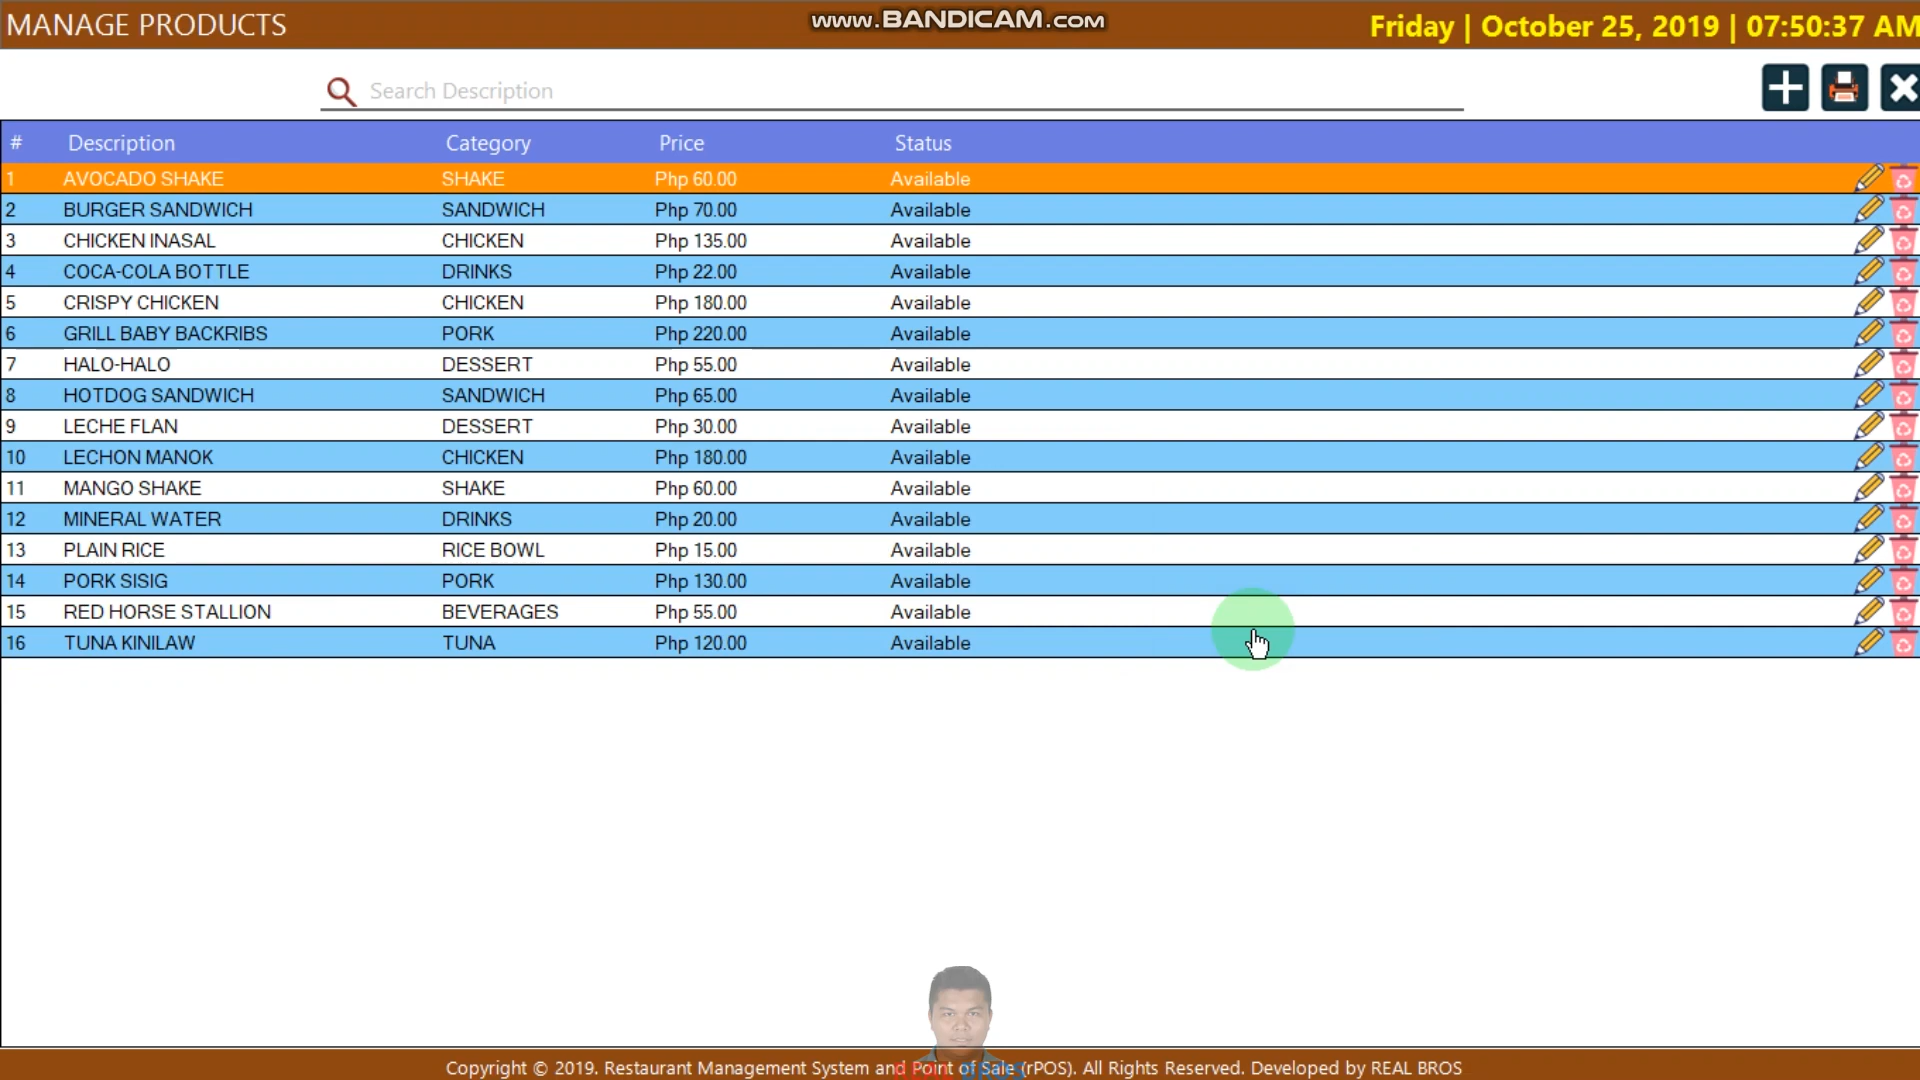 MANAGE PRODUCTS
www.BANDICAM.com
Friday | October 25, 2019 | 07:50:37 AM
Search Description
# Description Category Price Status
1 AVOCADO SHAKE SHAKE Php 60.00 Available
2 BURGER SANDWICH SANDWICH Php 70.00 Available
3 CHICKEN INASAL CHICKEN Php 135.00 Available
4 COCA-COLA BOTTLE DRINKS Php 22.00 Available
5 CRISPY CHICKEN CHICKEN Php 180.00 Available
6 GRILL BABY BACKRIBS PORK Php 220.00 Available
7 HALO-HALO DESSERT Php 55.00 Available
8 HOTDOG SANDWICH SANDWICH Php 65.00 Available
9 LECHE FLAN DESSERT Php 30.00 Available
10 LECHON MANOK CHICKEN Php 180.00 Available
11 MANGO SHAKE SHAKE Php 60.00 Available
12 MINERAL WATER DRINKS Php 20.00 Available
13 PLAIN RICE RICE BOWL Php 15.00 Available
14 PORK SISIG PORK Php 130.00 Available
15 RED HORSE STALLION BEVERAGES Php 55.00 Available
16 TUNA KINILAW TUNA Php 120.00 Available
Copyright © 2019. Restaurant Management System and Point of Sale (rPOS). All Rights Reserved. Developed by REAL BROS